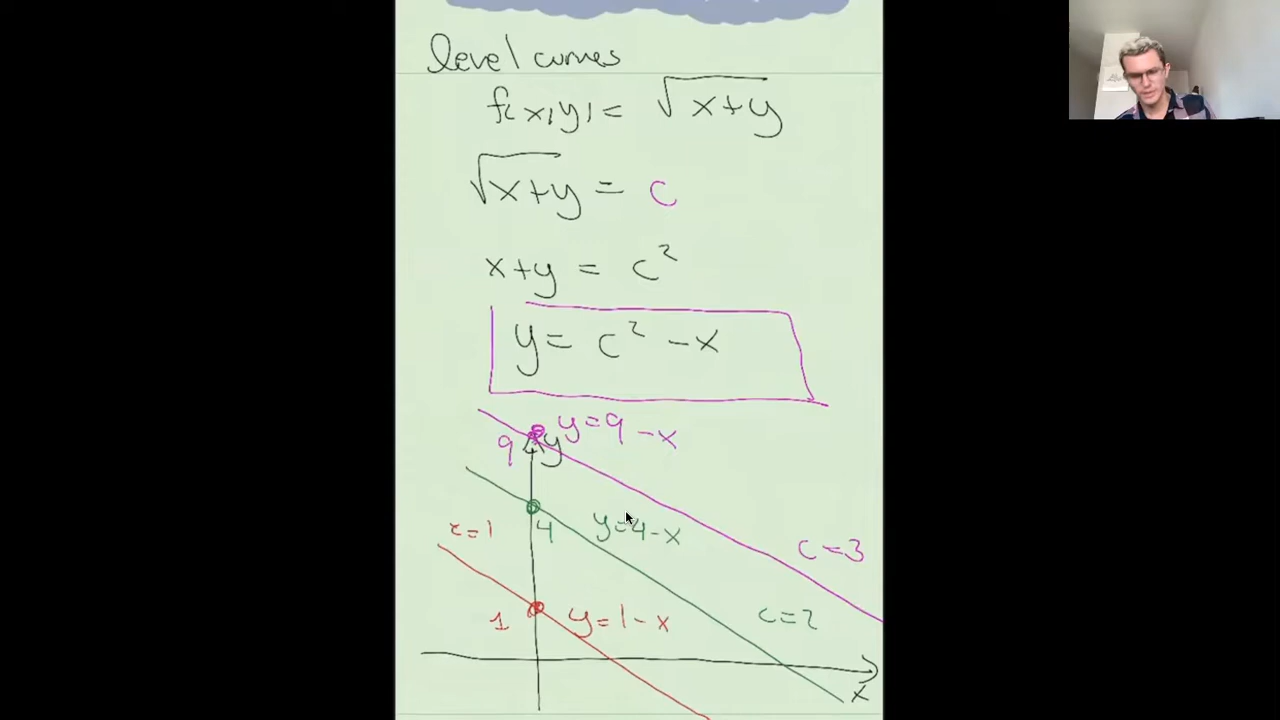 level curves
f(x,y) = √x+y
√x+y = c
x+y = c²
y = c² - x
y=9-x
9
y
c=1
4
y=4-x
c=3
1
y=1-x
c=2
x